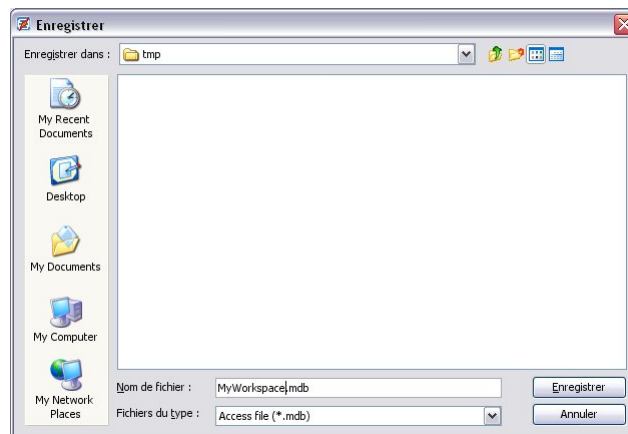 Enregistrer
Enregistrer dans :
tmp
My Recent
Documents
Desktop
My Documents
My Computer
My Network
Places
Nom de fichier :
MyWorkspace.mdb
Enregistrer
Fichiers du type :
Access file (*.mdb)
Annuler